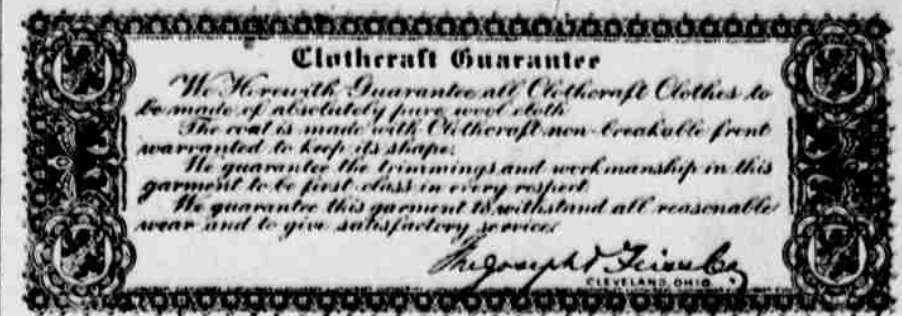 Clothcraft Guarantee
We Herewith Guarantee all Clothcraft Clothes to
be made of absolutely pure wool cloth
The coat is made with Clothcraft non-breakable front
warranted to keep its shape.
We guarantee the trimmings and workmanship in this
garment to be first-class in every respect
We guarantee this garment to withstand all reasonable
wear and to give satisfactory service.
The Joseph & Feiss Co
CLEVELAND, OHIO.